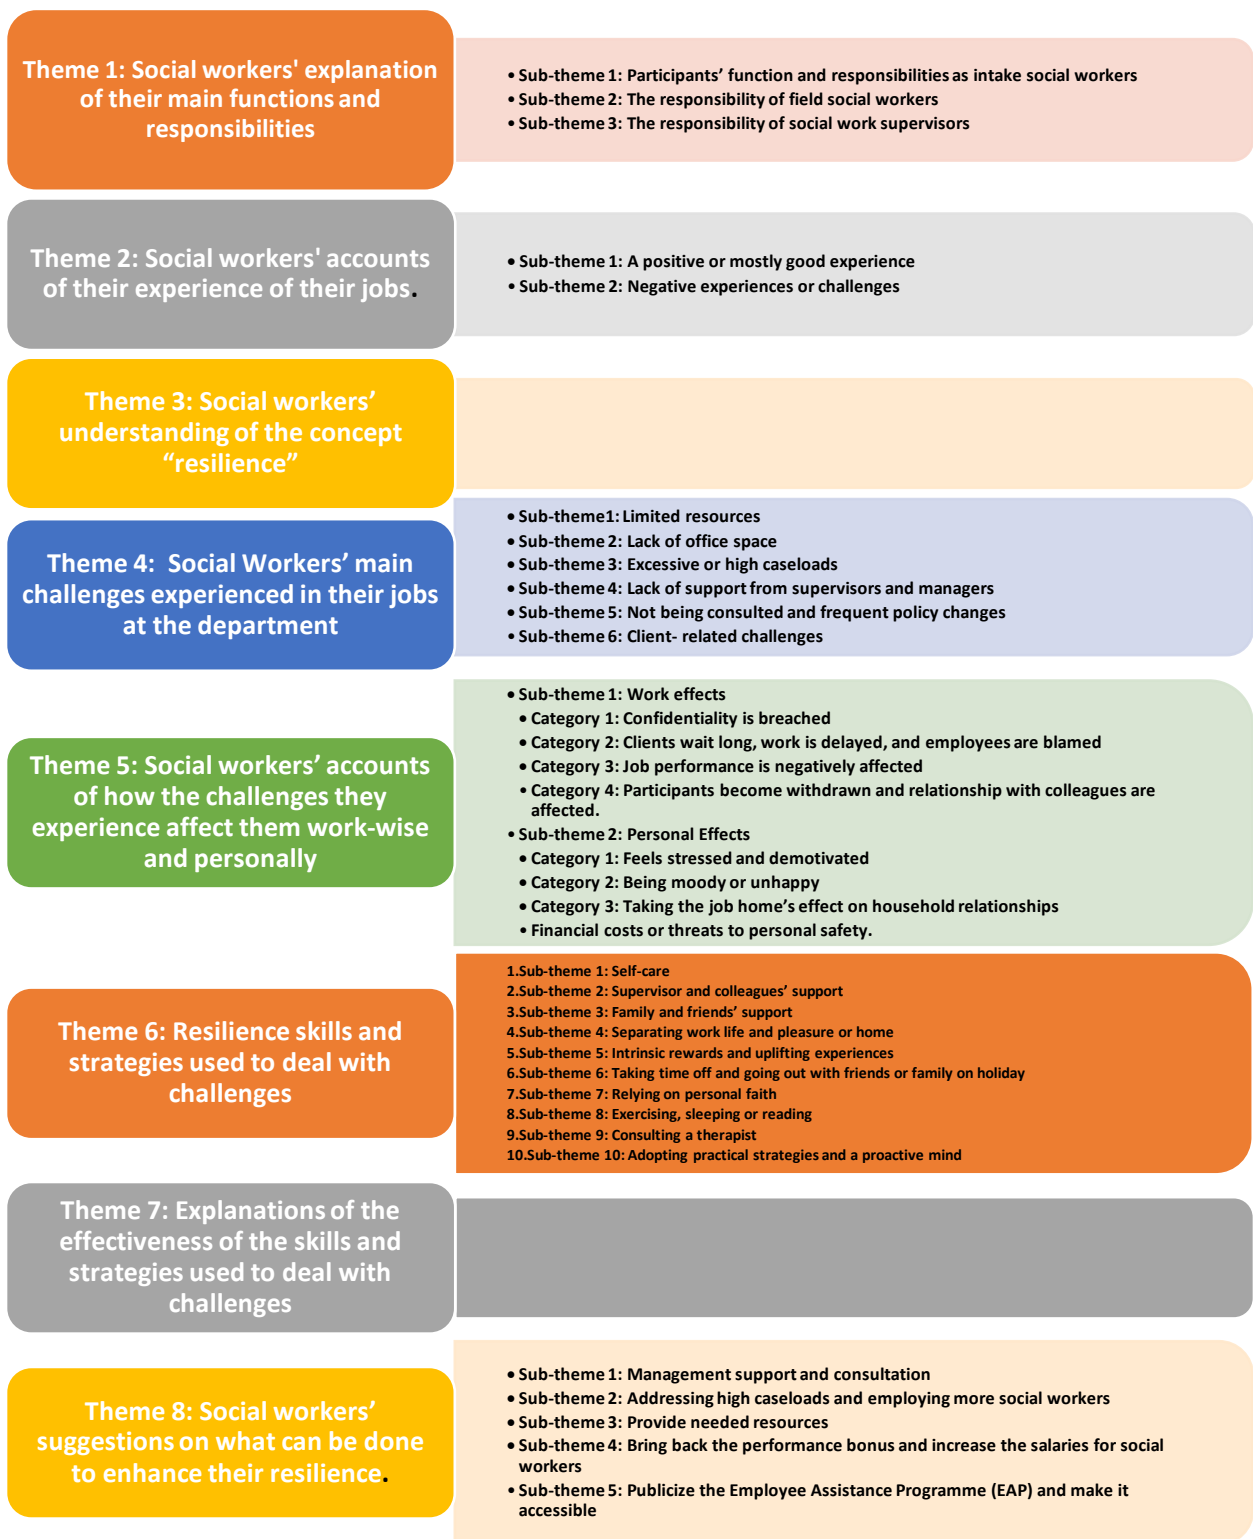 Theme 1: Social workers' explanation
of their main functions and
responsibilities
• Sub-theme 1: Participants’ function and responsibilities as intake social workers
• Sub-theme 2: The responsibility of field social workers
• Sub-theme 3: The responsibility of social work supervisors
Theme 2: Social workers' accounts
of their experience of their jobs.
• Sub-theme 1: A positive or mostly good experience
• Sub-theme 2: Negative experiences or challenges
Theme 3: Social workers’
understanding of the concept
“resilience”
Theme 4: Social Workers’ main
challenges experienced in their jobs
at the department
• Sub-theme1: Limited resources
• Sub-theme 2: Lack of office space
• Sub-theme 3: Excessive or high caseloads
• Sub-theme 4: Lack of support from supervisors and managers
• Sub-theme 5: Not being consulted and frequent policy changes
• Sub-theme 6: Client- related challenges
Theme 5: Social workers’ accounts
of how the challenges they
experience affect them work-wise
and personally
• Sub-theme 1: Work effects
• Category 1: Confidentiality is breached
• Category 2: Clients wait long, work is delayed, and employees are blamed
• Category 3: Job performance is negatively affected
• Category 4: Participants become withdrawn and relationship with colleagues are
affected.
• Sub-theme 2: Personal Effects
• Category 1: Feels stressed and demotivated
• Category 2: Being moody or unhappy
• Category 3: Taking the job home’s effect on household relationships
• Financial costs or threats to personal safety.
Theme 6: Resilience skills and
strategies used to deal with
challenges
1.Sub-theme 1: Self-care
2.Sub-theme 2: Supervisor and colleagues’ support
3.Sub-theme 3: Family and friends’ support
4.Sub-theme 4: Separating work life and pleasure or home
5.Sub-theme 5: Intrinsic rewards and uplifting experiences
6.Sub-theme 6: Taking time off and going out with friends or family on holiday
7.Sub-theme 7: Relying on personal faith
8.Sub-theme 8: Exercising, sleeping or reading
9.Sub-theme 9: Consulting a therapist
10.Sub-theme 10: Adopting practical strategies and a proactive mind
Theme 7: Explanations of the
effectiveness of the skills and
strategies used to deal with
challenges
Theme 8: Social workers’
suggestions on what can be done
to enhance their resilience.
• Sub-theme 1: Management support and consultation
• Sub-theme 2: Addressing high caseloads and employing more social workers
• Sub-theme 3: Provide needed resources
• Sub-theme 4: Bring back the performance bonus and increase the salaries for social
workers
• Sub-theme 5: Publicize the Employee Assistance Programme (EAP) and make it
accessible